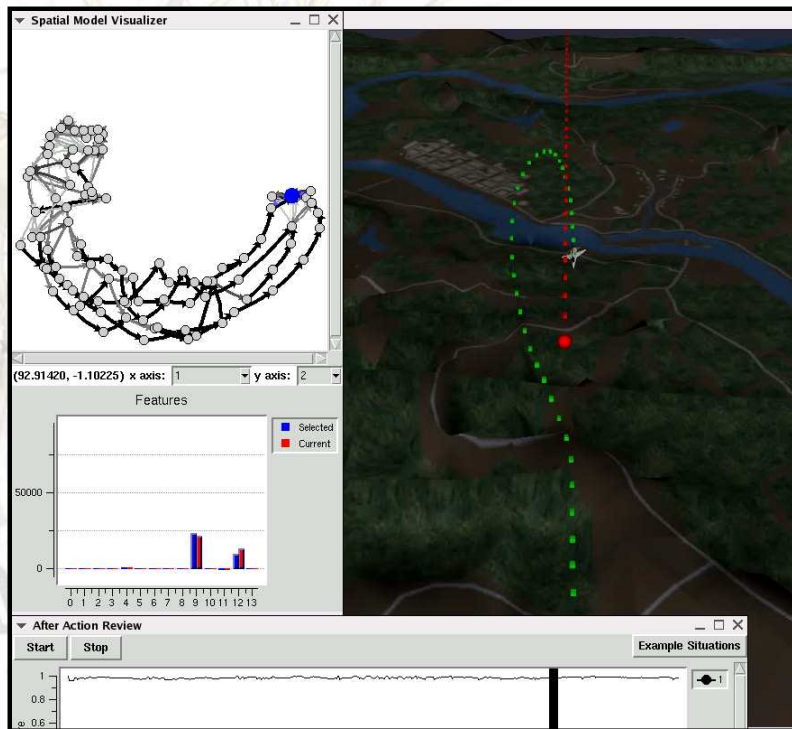 Spatial Model Visualizer
(92.91420, -1.10225) x axis: 1 y axis: 2
Features
Selected
Current
50000
0
0 1 2 3 4 5 6 7 8 9 10 11 12 13
After Action Review
Start Stop Example Situations
1
1
0.8
0.6